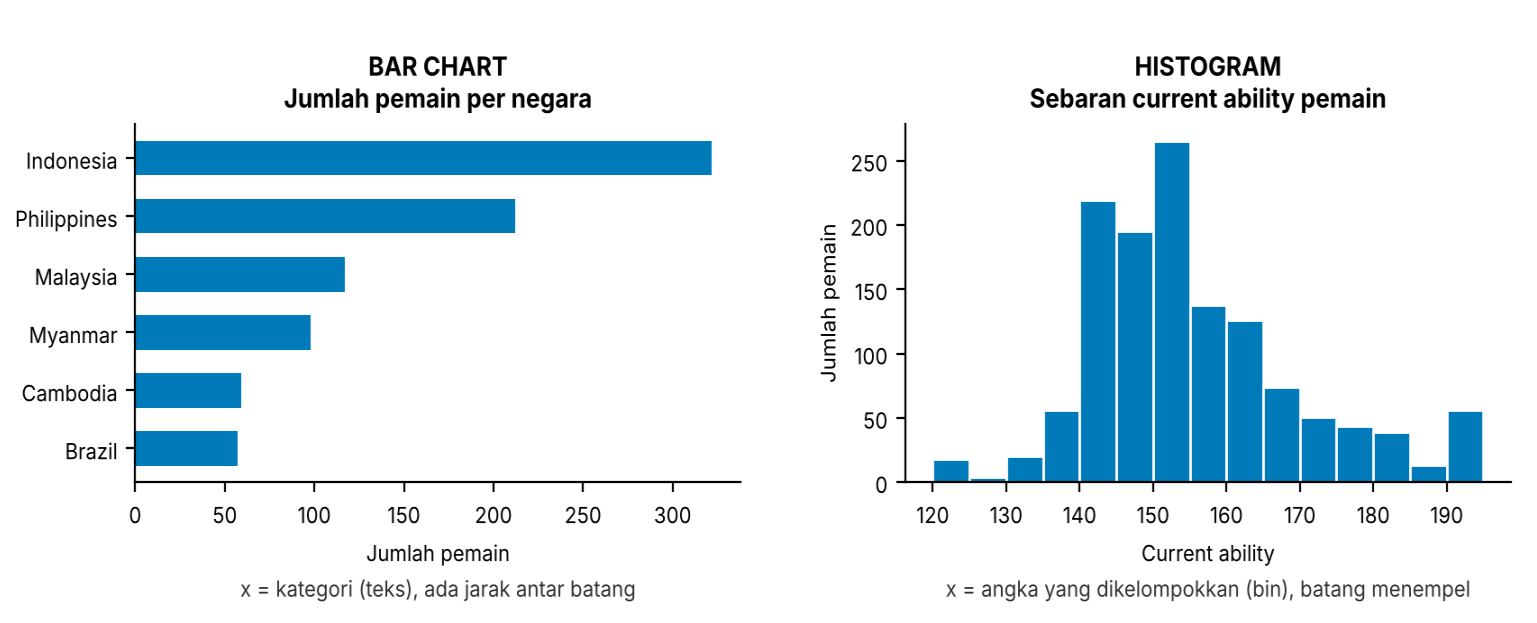 BAR CHART
Jumlah pemain per negara
Indonesia
Philippines
Malaysia
Myanmar
Cambodia
Brazil
0 50 100 150 200 250 300
Jumlah pemain
x = kategori (teks), ada jarak antar batang
HISTOGRAM
Sebaran current ability pemain
Jumlah pemain
250
200
150
100
50
0
120 130 140 150 160 170 180 190
Current ability
x = angka yang dikelompokkan (bin), batang menempel